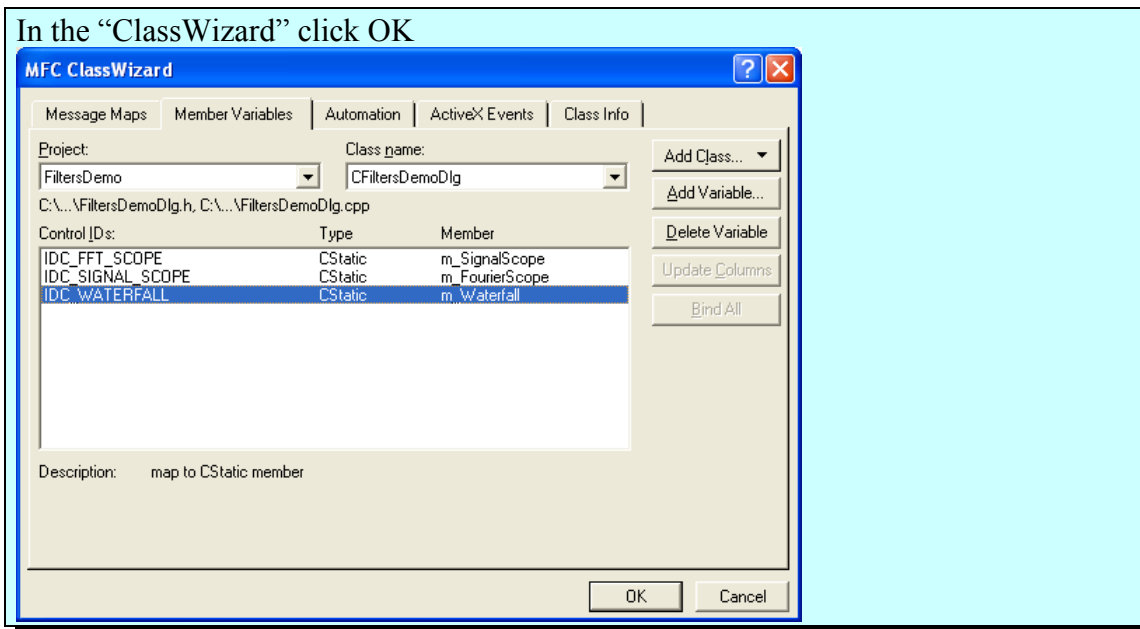 In the “ClassWizard” click OK
MFC ClassWizard
Message Maps Member Variables Automation ActiveX Events Class Info
Project: Class name: Add Class...
FiltersDemo CFiltersDemoDlg
Add Variable...
C:\...\FiltersDemoDlg.h, C:\...\FiltersDemoDlg.cpp
Control IDs: Type Member Delete Variable
IDC_FFT_SCOPE CStatic m_SignalScope
IDC_SIGNAL_SCOPE CStatic m_FourierScope
Update Columns
IDC_WATERFALL CStatic m_Waterfall
Bind All
Description: map to CStatic member
OK Cancel